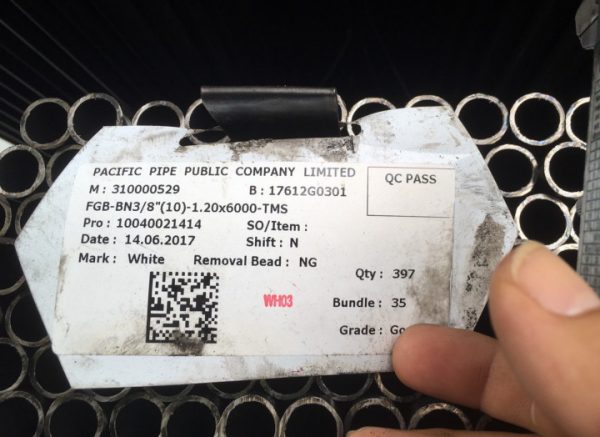 PACIFIC PIPE PUBLIC COMPANY LIMITED
QC PASS
M : 310000529 B : 17612G0301
FGB-BN3/8"(10)-1.20x6000-TMS
Pro : 10040021414 SO/Item :
Date : 14.06.2017 Shift : N
Mark : White Removal Bead : NG
Qty : 397
WH03
Bundle : 35
Grade :